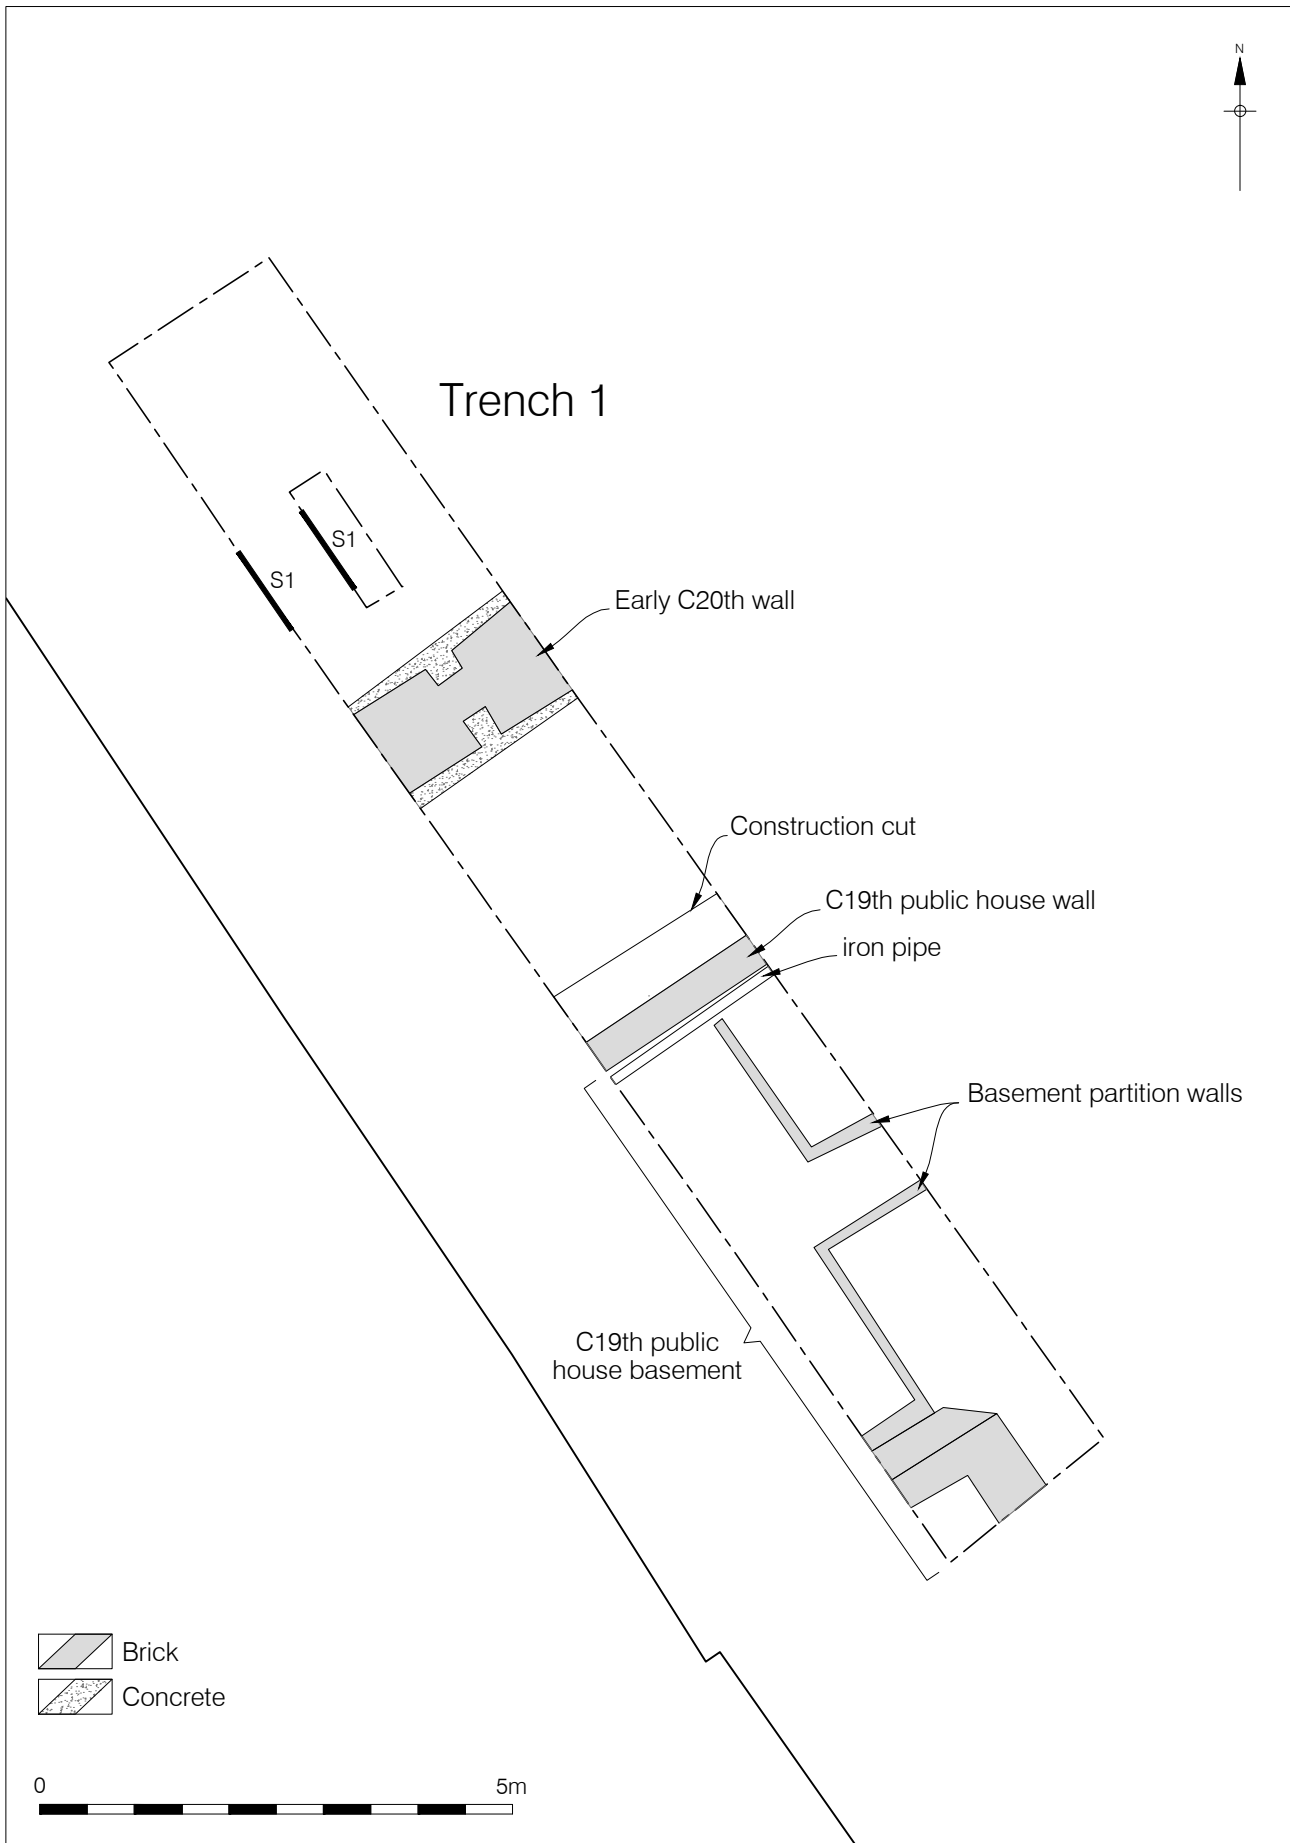 N
Trench 1
S1
S1
Early C20th wall
Construction cut
C19th public house wall
iron pipe
Basement partition walls
C19th public
house basement
Brick
Concrete
0 5m